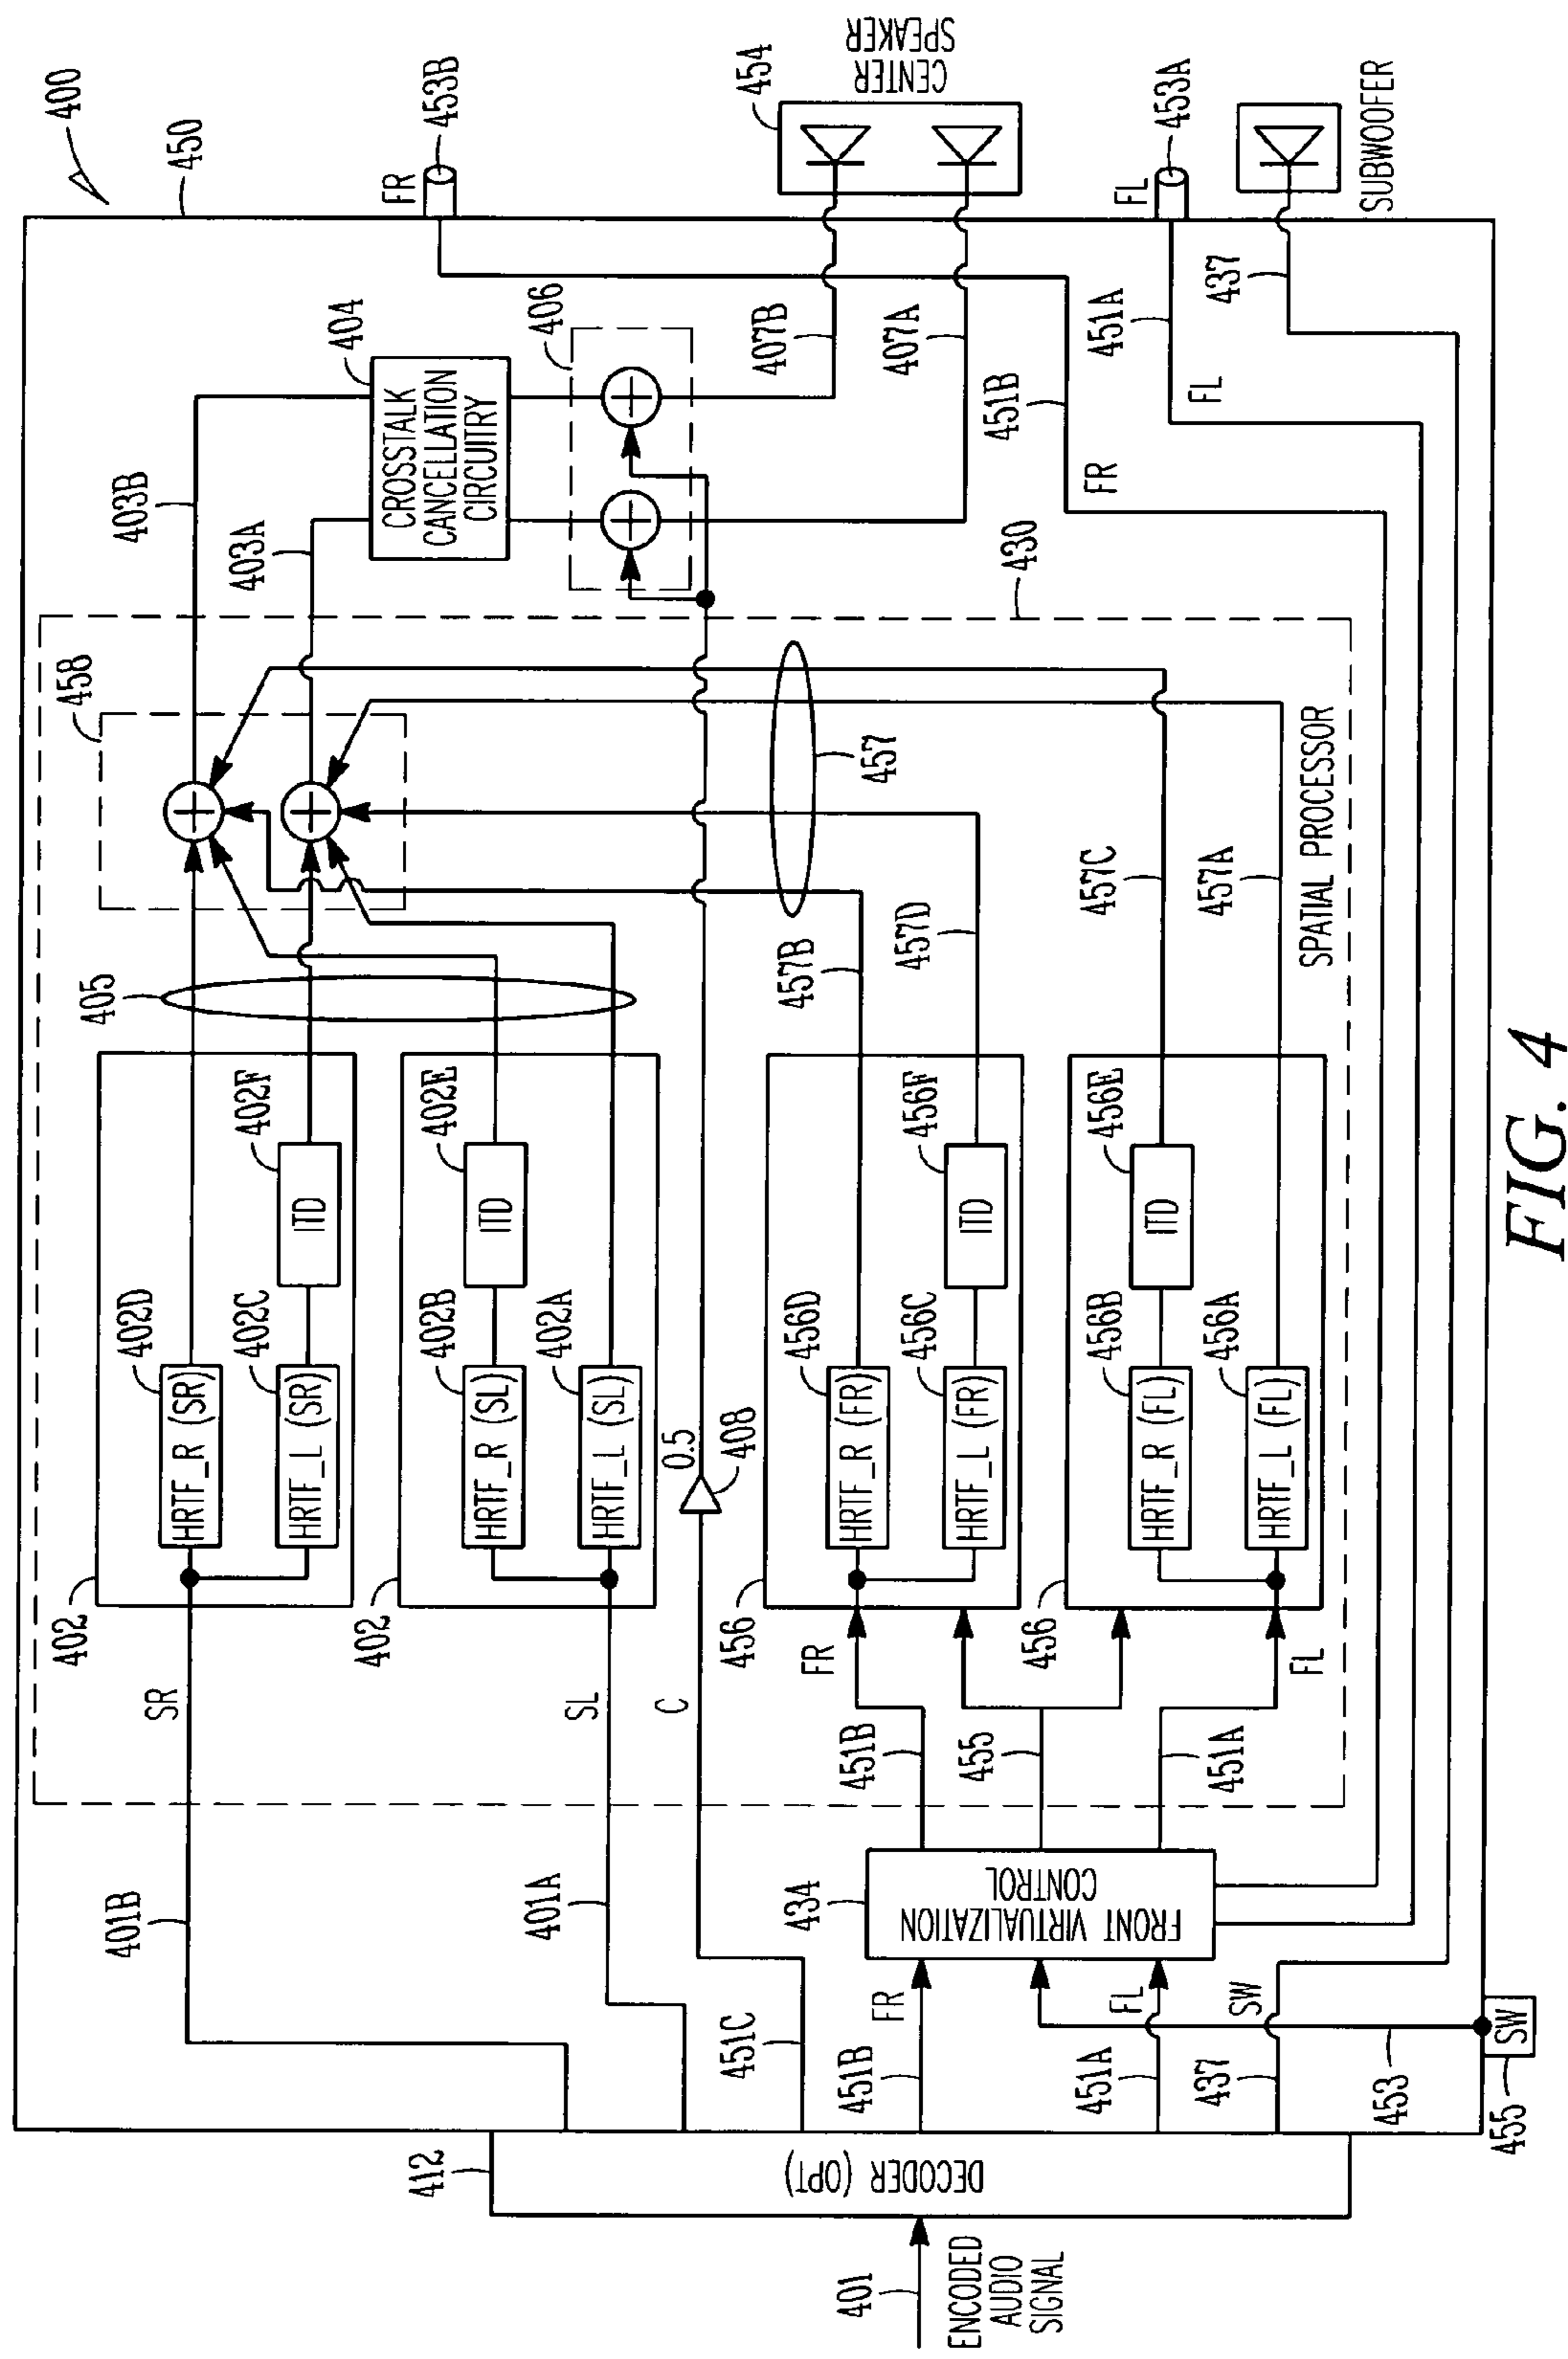 400
450
FR
453B
454
CENTER
SPEAKER
FL
453A
SUBWOOFER
403B
403A
404
CROSSTALK
CANCELLATION
CIRCUITRY
406
407B
407A
451B
FR
451A
FL
437
458
430
457
405
457B
457D
457C
457A
SPATIAL PROCESSOR
402
402D
HRTF_R (SR)
402C
HRTF_L (SR)
402F
ITD
402
402B
HRTF_R (SL)
402A
HRTF_L (SL)
402E
ITD
0.5
408
456
456D
HRTF_R (FR)
456C
HRTF_L (FR)
456F
ITD
456
456B
HRTF_R (FL)
456A
HRTF_L (FL)
456E
ITD
SR
SL
C
FR
FL
451B
455
451A
401B
401A
451C
434
FRONT VIRTUALIZATION
CONTROL
451B
FR
451A
FL
437
SW
453
SW
455
412
DECODER (OPT)
401
ENCODED
AUDIO
SIGNAL
FIG. 4